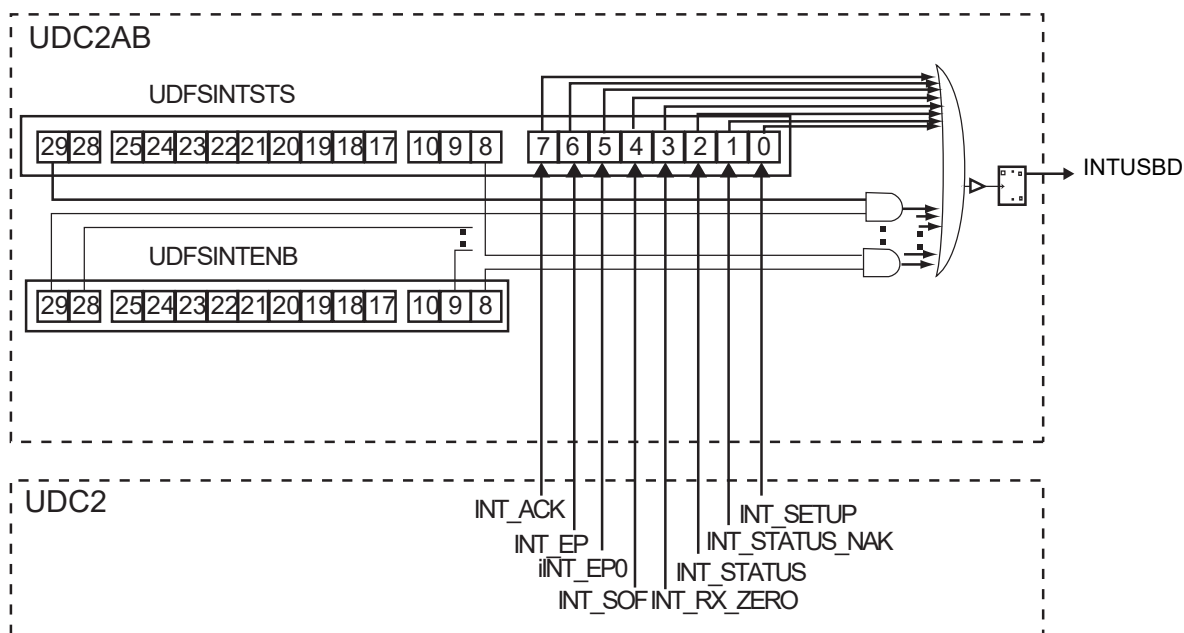 UDC2AB
UDFSINTSTS
29 28 25 24 23 22 21 20 19 18 17 10 9 8 7 6 5 4 3 2 1 0
INTUSBD
UDFSINTENB
29 28 25 24 23 22 21 20 19 18 17 10 9 8
UDC2
INT_ACK
INT_SETUP
INT_EP
INT_STATUS_NAK
iINT_EP0
INT_STATUS
INT_SOF
INT_RX_ZERO